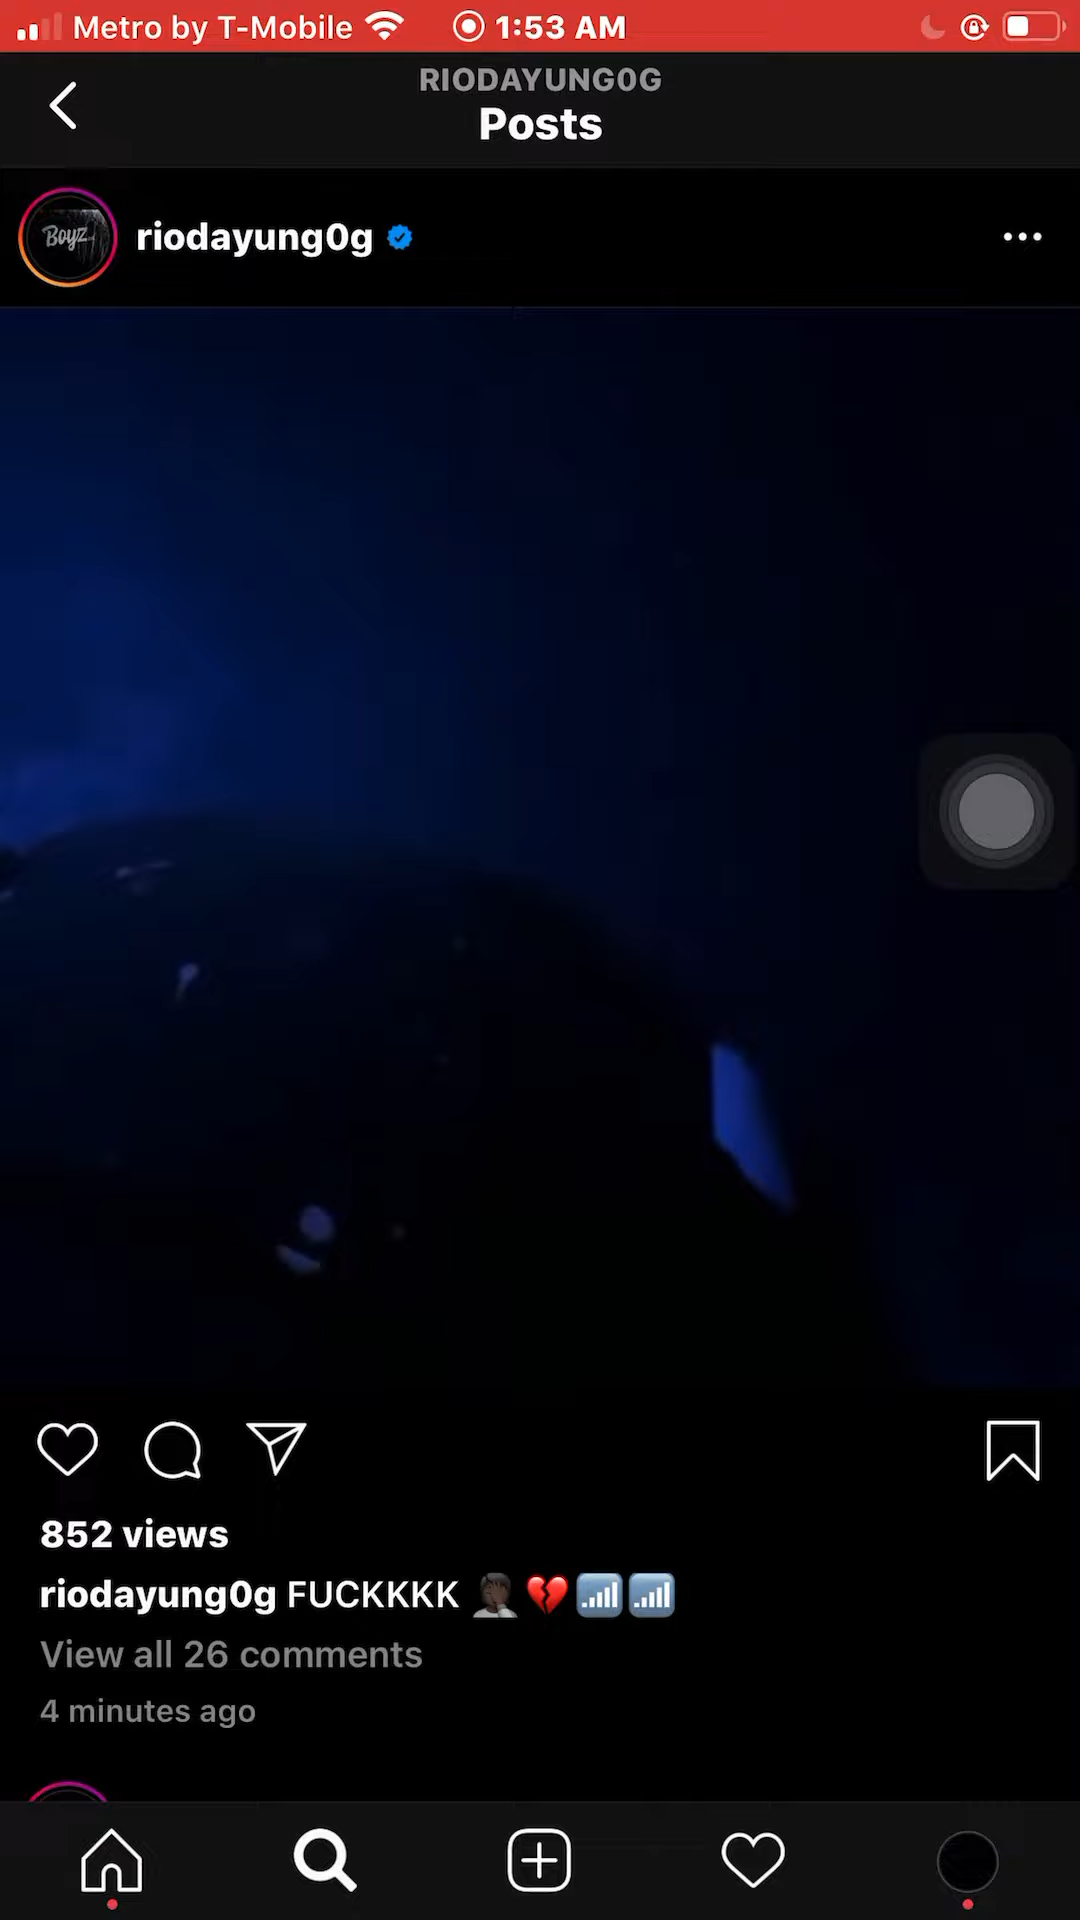 Metro by T-Mobile 1:53 AM
RIODAYUNG0G
Posts
Boyz
riodayung0g
852 views
riodayung0g FUCKKKK 🤦🏿‍♂️💔📶📶
View all 26 comments
4 minutes ago